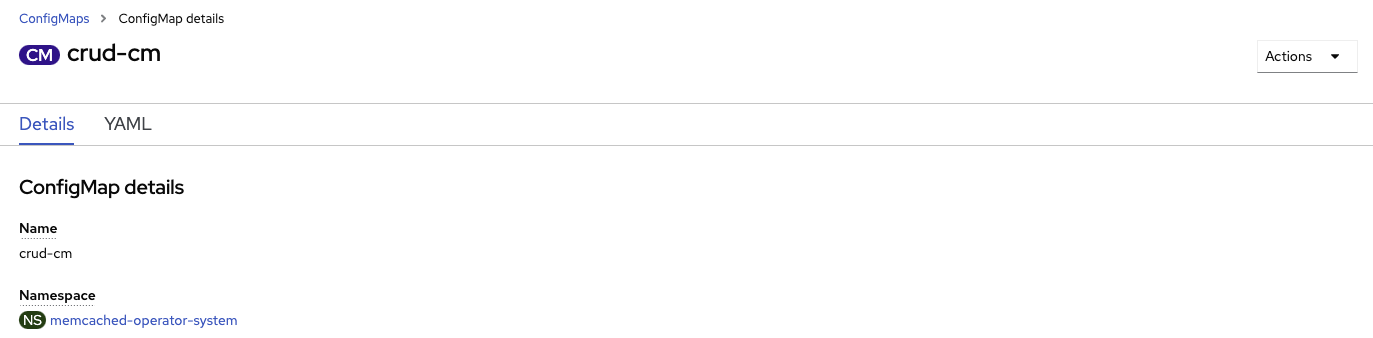 ConfigMaps > ConfigMap details
CM crud-cm
Actions
Details YAML
ConfigMap details
Name
crud-cm
Namespace
NS memcached-operator-system